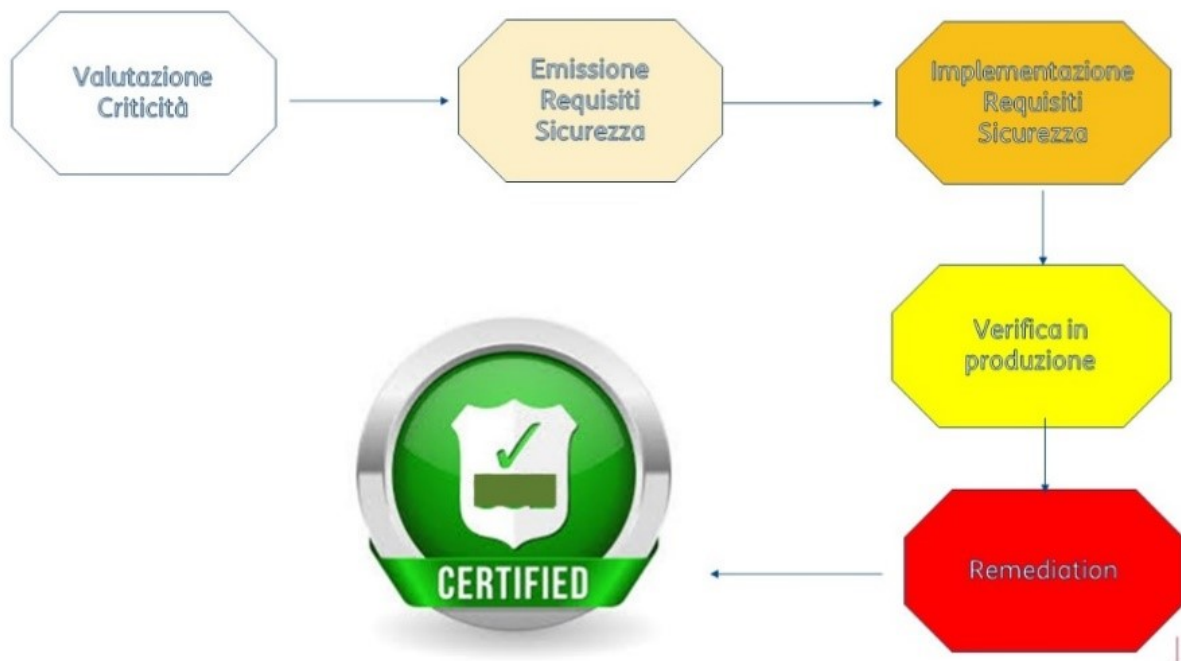 Valutazione
Criticità
Emissione
Requisiti
Sicurezza
Implementazione
Requisiti
Sicurezza
Verifica in
produzione
Remediation
CERTIFIED